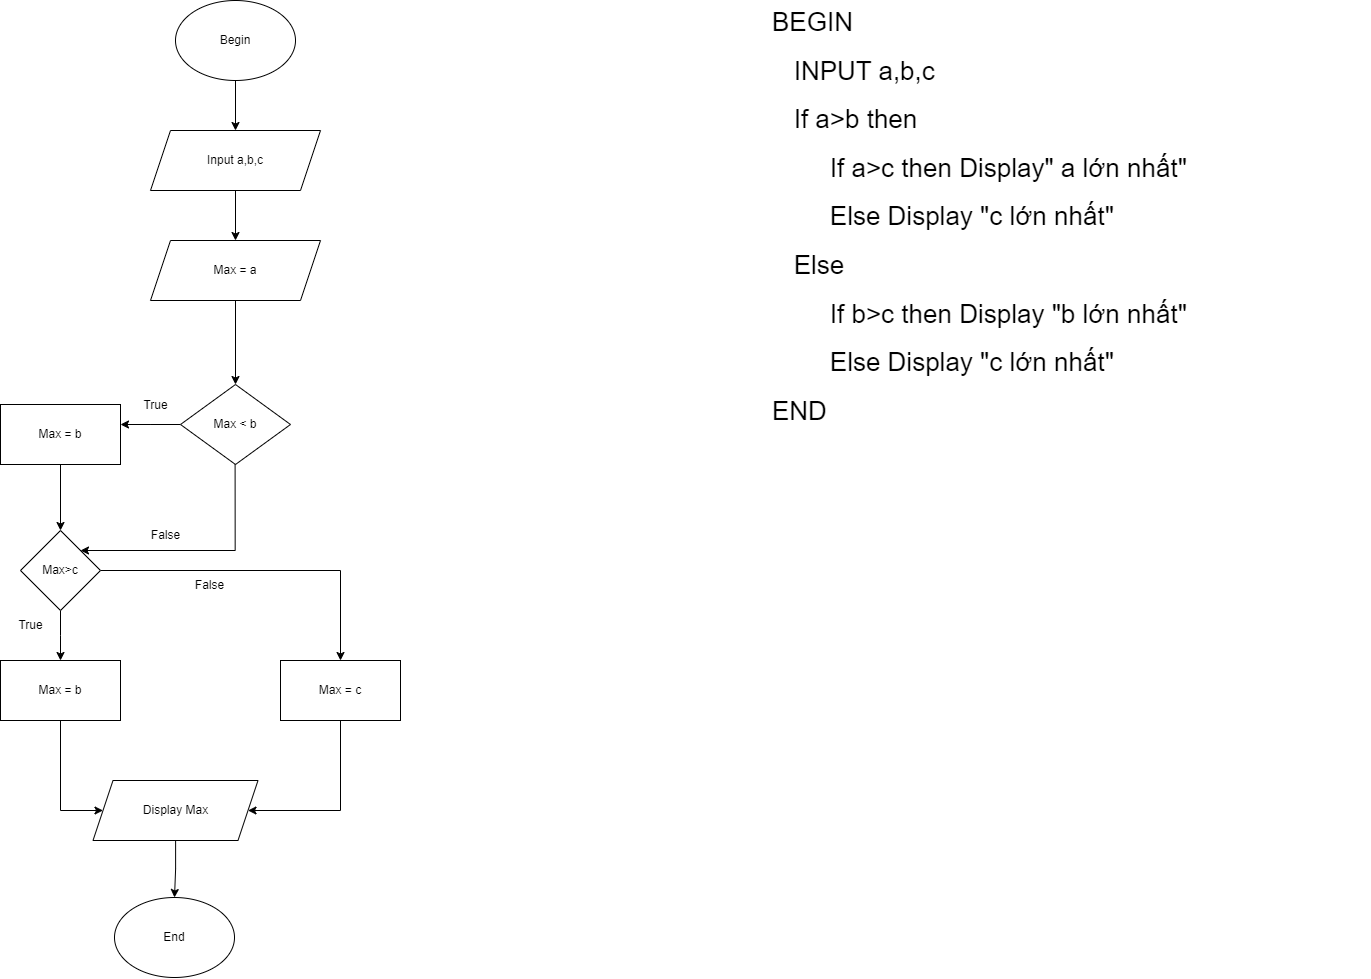 Begin
Input a,b,c
Max = a
Max < b
True
Max = b
False
Max>c
False
True
Max = b
Max = c
Display Max
End
BEGIN
INPUT a,b,c
If a>b then
If a>c then Display" a lớn nhất"
Else Display "c lớn nhất"
Else
If b>c then Display "b lớn nhất"
Else Display "c lớn nhất"
END